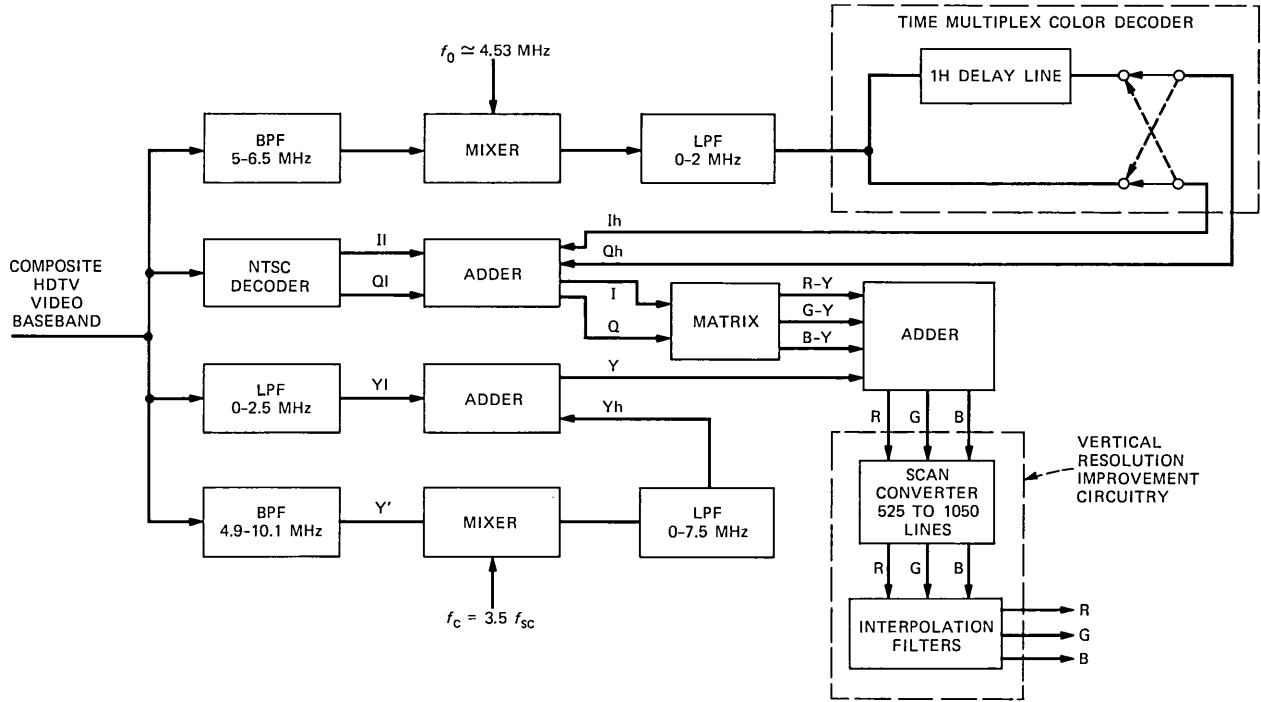 TIME MULTIPLEX COLOR DECODER
f0 ≃ 4.53 MHz
1H DELAY LINE
BPF
5–6.5 MHz
MIXER
LPF
0–2 MHz
Ih
Qh
COMPOSITE
HDTV
VIDEO
BASEBAND
NTSC
DECODER
Il
Ql
ADDER
I
Q
MATRIX
R–Y
G–Y
B–Y
ADDER
LPF
0–2.5 MHz
Yl
ADDER
Y
Yh
R
G
B
VERTICAL
RESOLUTION
IMPROVEMENT
CIRCUITRY
SCAN
CONVERTER
525 TO 1050
LINES
BPF
4.9–10.1 MHz
Y'
MIXER
LPF
0–7.5 MHz
fc = 3.5 fsc
R
G
B
INTERPOLATION
FILTERS
R
G
B